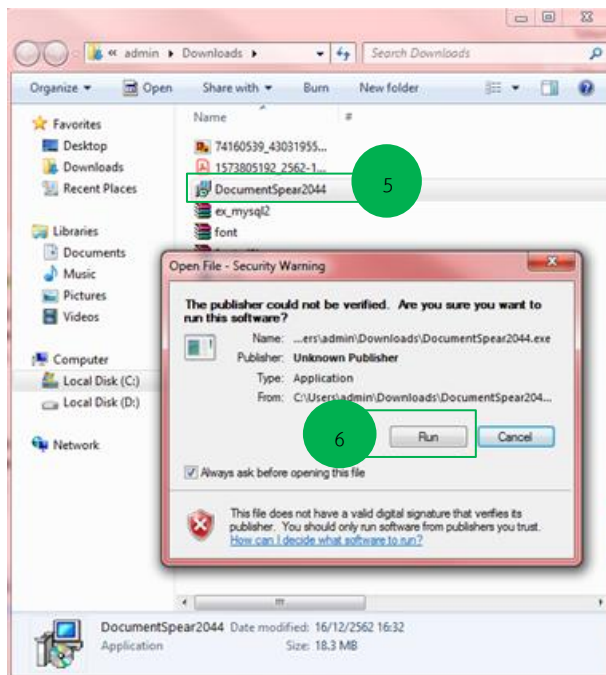 « admin ▸ Downloads ▸
Search Downloads
Organize ▾ Open Share with ▾ Burn New folder
Favorites
Desktop
Downloads
Recent Places
Libraries
Documents
Music
Pictures
Videos
Computer
Local Disk (C:)
Local Disk (D:)
Network
Name #
74160539_43031955...
1573805192_2562-1...
DocumentSpear2044
5
ex_mysql2
font
Open File - Security Warning
The publisher could not be verified. Are you sure you want to
run this software?
Name: ...ers\admin\Downloads\DocumentSpear2044.exe
Publisher: Unknown Publisher
Type: Application
From: C:\Users\admin\Downloads\DocumentSpear204...
6
Run Cancel
Always ask before opening this file
This file does not have a valid digital signature that verifies its
publisher. You should only run software from publishers you trust.
How can I decide what software to run?
DocumentSpear2044 Date modified: 16/12/2562 16:32
Application Size: 18.3 MB